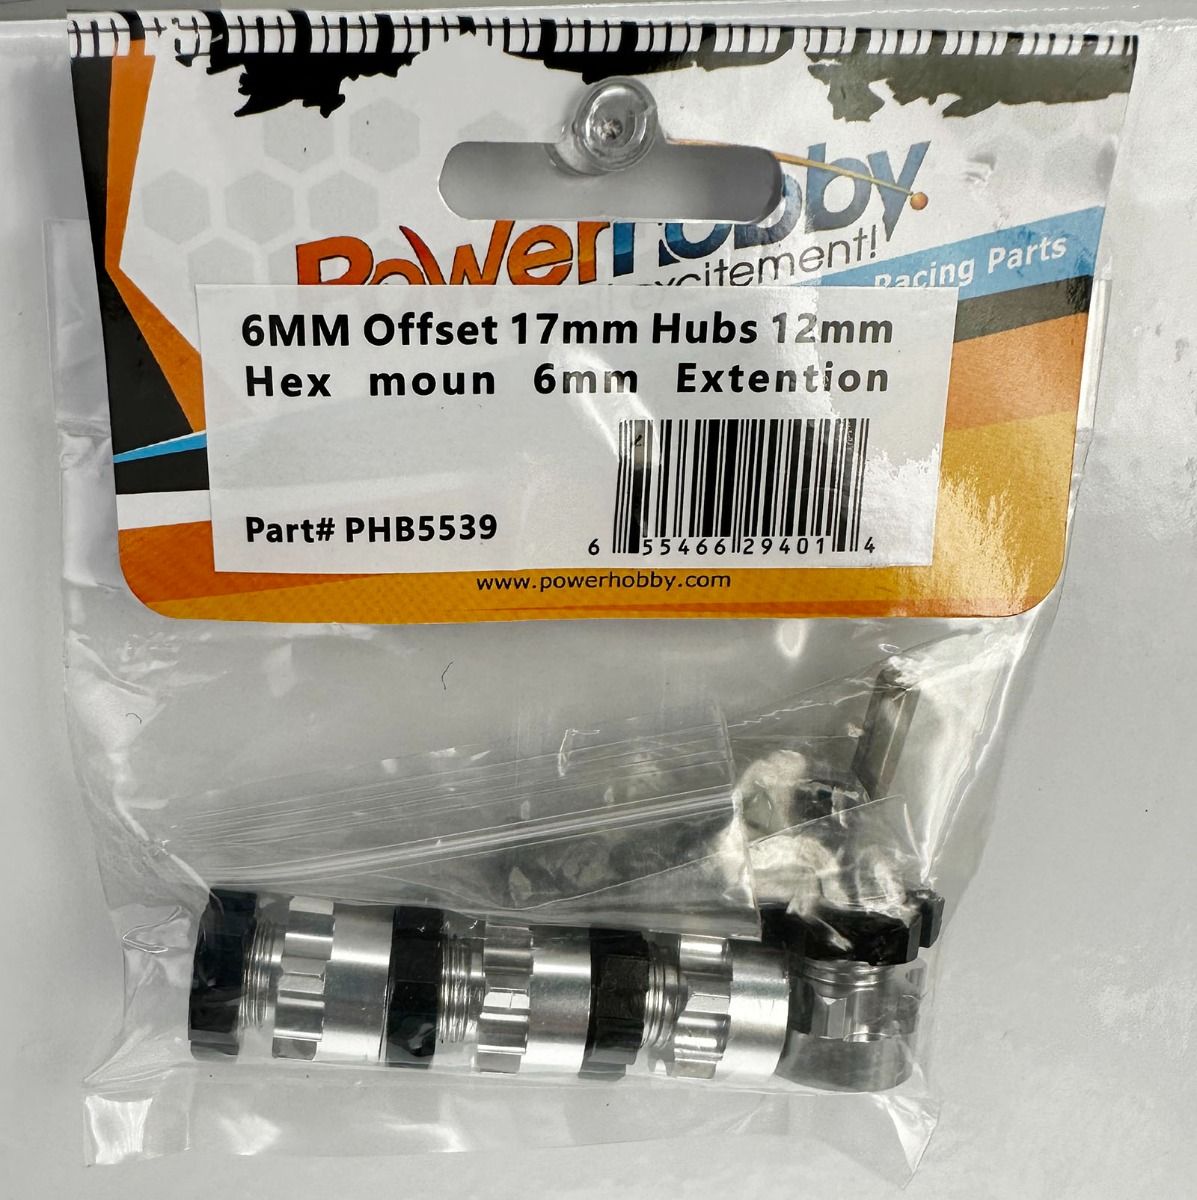 PowerHobby
excitement!
Racing Parts
6MM Offset 17mm Hubs 12mm
Hex moun 6mm Extention
Part# PHB5539
6 55466 29401 4
www.powerhobby.com